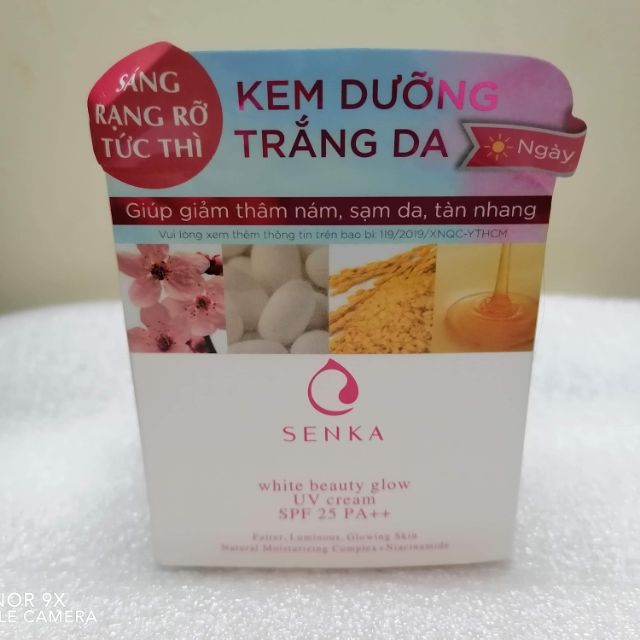 SÁNG
RẠNG RỠ
TỨC THÌ
KEM DƯỠNG
TRẮNG DA
Ngày
Giúp giảm thâm nám, sạm da, tàn nhang
Vui lòng xem thêm thông tin trên bao bì: 119/2019/XNQC-YTHCM
SENKA
white beauty glow
UV cream
SPF 25 PA++
Fairer, Luminous, Glowing Skin
Natural Moisturizing Complex+Niacinamide
NOR 9X
LE CAMERA